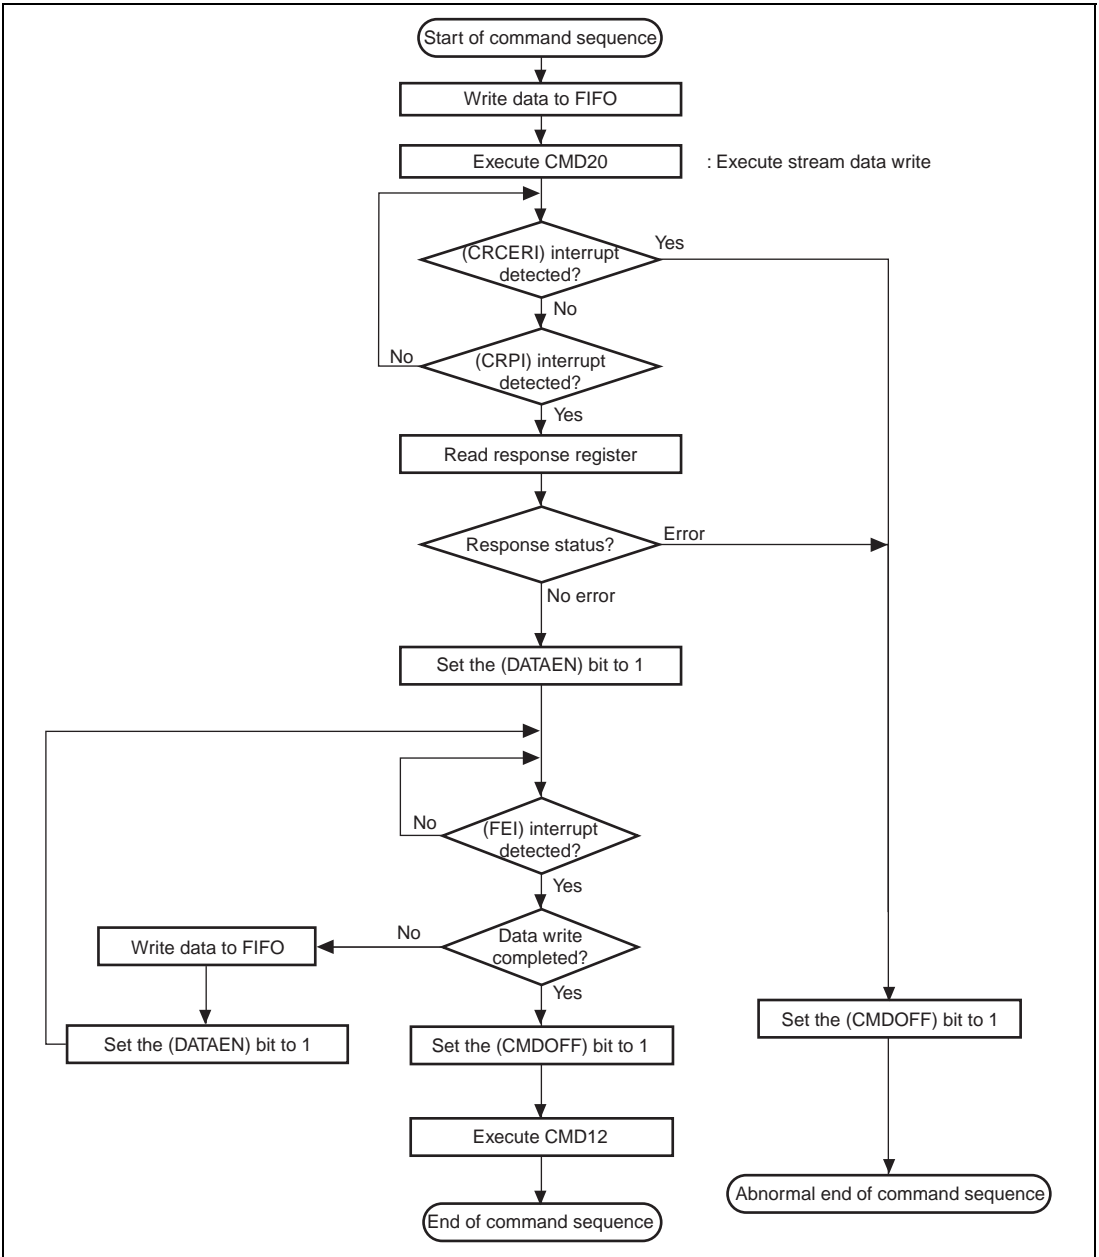 Start of command sequence
Write data to FIFO
Execute CMD20
: Execute stream data write
(CRCERI) interrupt
detected?
Yes
No
(CRPI) interrupt
detected?
No
Yes
Read response register
Response status?
Error
No error
Set the (DATAEN) bit to 1
(FEI) interrupt
detected?
No
Yes
Data write
completed?
No
Write data to FIFO
Yes
Set the (DATAEN) bit to 1
Set the (CMDOFF) bit to 1
Set the (CMDOFF) bit to 1
Execute CMD12
Abnormal end of command sequence
End of command sequence